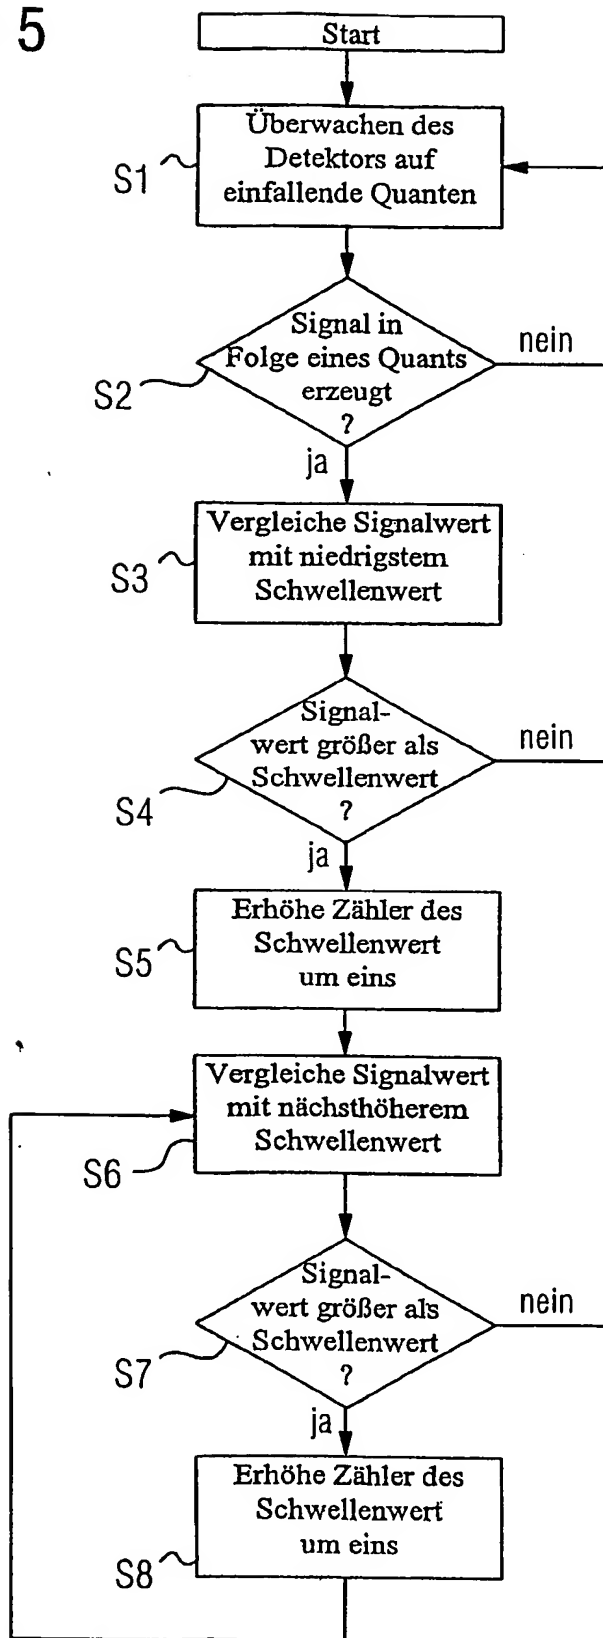 5
Start
Überwachen des
Detektors auf
einfallende Quanten
S1
Signal in
Folge eines Quants
erzeugt
?
nein
S2
ja
Vergleiche Signalwert
mit niedrigstem
Schwellenwert
S3
Signal-
wert größer als
Schwellenwert
?
nein
S4
ja
Erhöhe Zähler des
Schwellenwert
um eins
S5
Vergleiche Signalwert
mit nächsthöherem
Schwellenwert
S6
Signal-
wert größer als
Schwellenwert
?
nein
S7
ja
Erhöhe Zähler des
Schwellenwert
um eins
S8